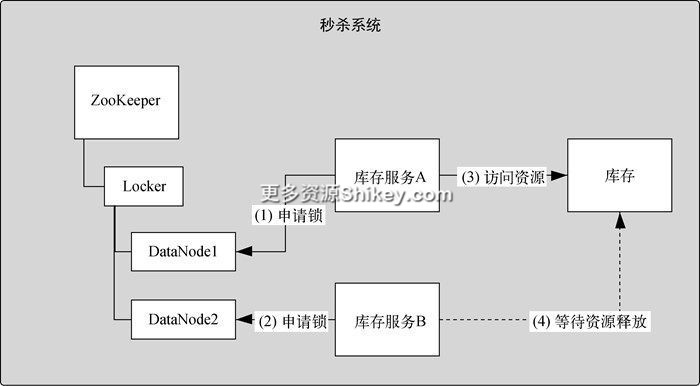 秒杀系统
ZooKeeper
Locker
DataNode1
DataNode2
库存服务A
(3) 访问资源
库存
更多资源Shikey.com
(1) 申请锁
(2) 申请锁
库存服务B
(4) 等待资源释放